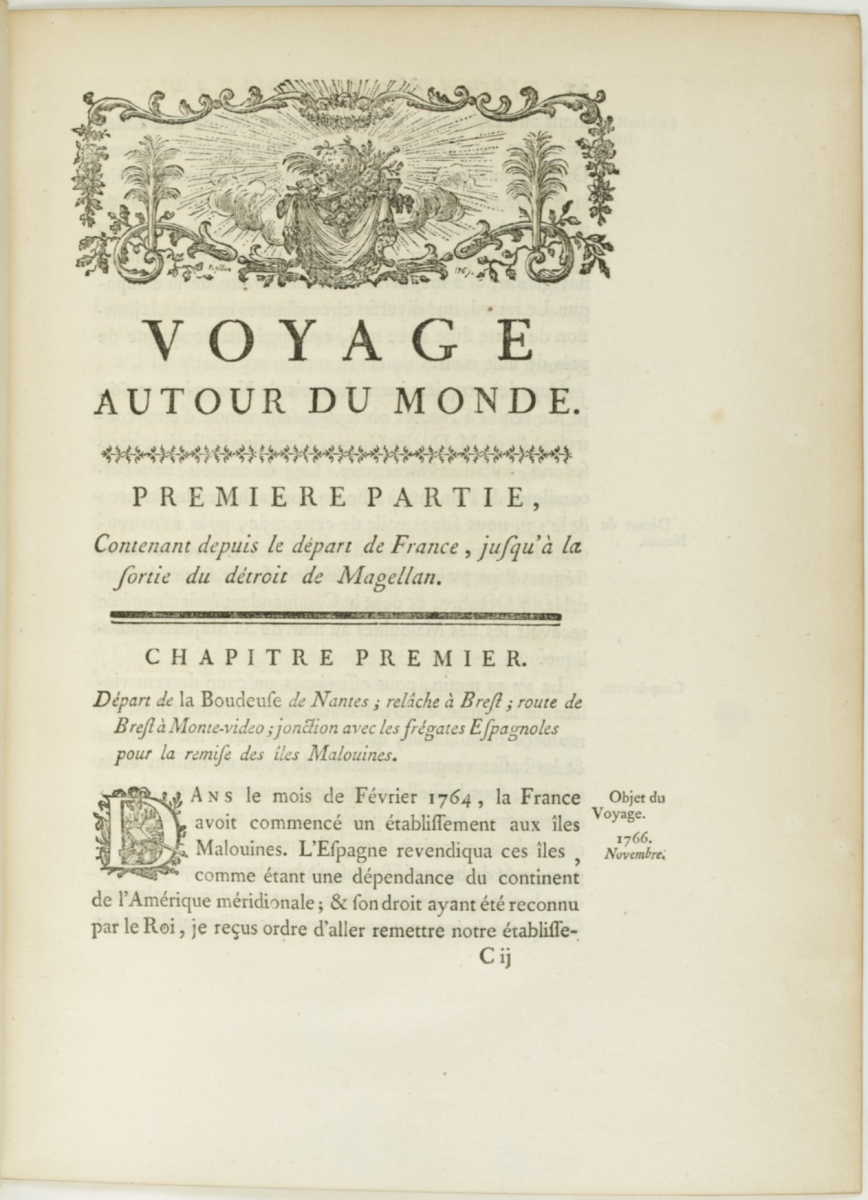 Papillon 1767.
VOYAGE
AUTOUR DU MONDE.
PREMIERE PARTIE,
Contenant depuis le départ de France, juſqu'à la
ſortie du détroit de Magellan.
CHAPITRE PREMIER.
Départ de la Boudeuſe de Nantes; relâche à Breſt; route de
Breſt à Monte-video; jonction avec les frégates Eſpagnoles
pour la remiſe des îles Malouines.
DANS le mois de Février 1764, la France
avoit commencé un établiſſement aux îles
Malouines. L'Eſpagne revendiqua ces îles,
comme étant une dépendance du continent
de l'Amérique méridionale; & ſon droit ayant été reconnu
par le Roi, je reçus ordre d'aller remettre notre établiſſe-
Objet du
Voyage.
1766.
Novembre.
C ij